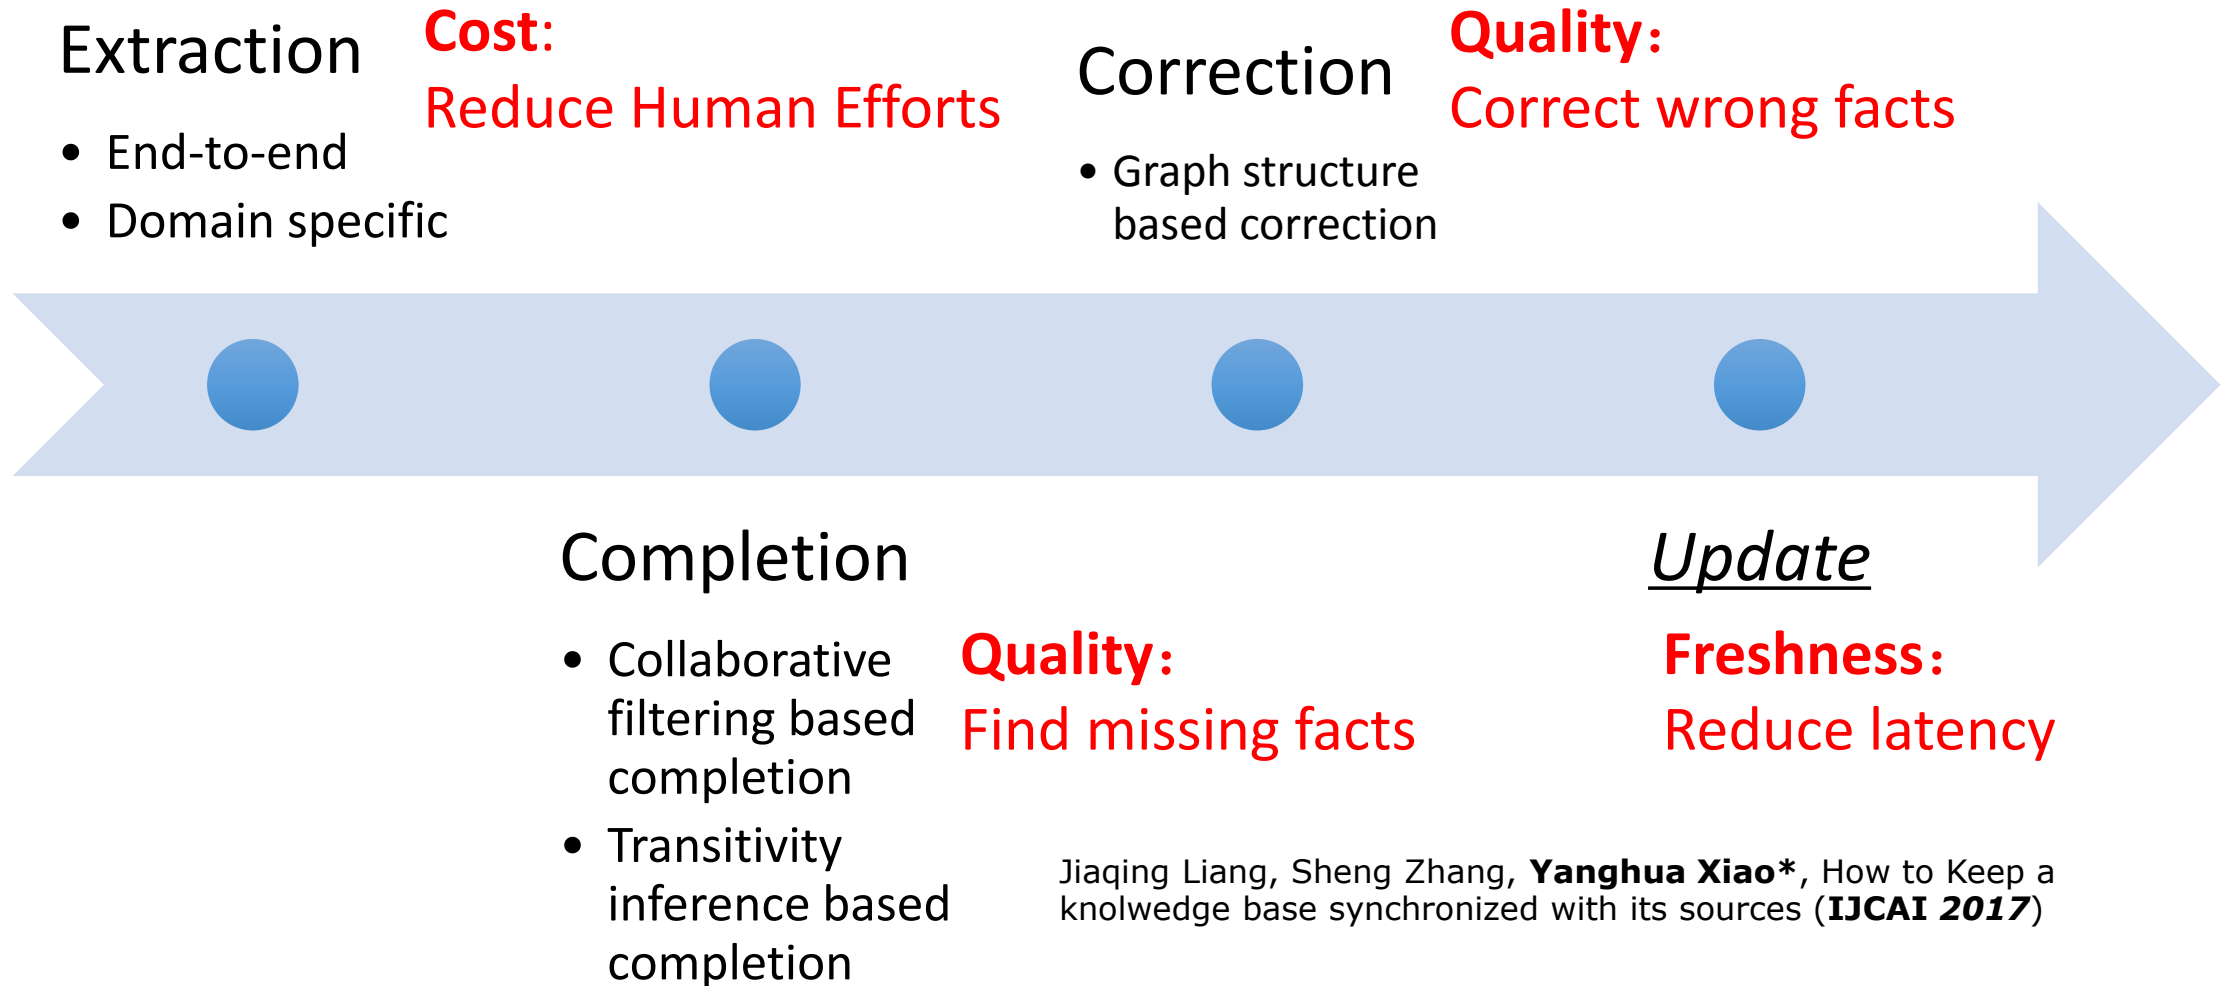 Extraction
• End-to-end
• Domain specific
Cost:
Reduce Human Efforts
Correction
• Graph structure
based correction
Quality：
Correct wrong facts
Completion
• Collaborative
filtering based
completion
• Transitivity
inference based
completion
Quality：
Find missing facts
Update
Freshness：
Reduce latency
Jiaqing Liang, Sheng Zhang, Yanghua Xiao*, How to Keep a
knolwedge base synchronized with its sources (IJCAI 2017)